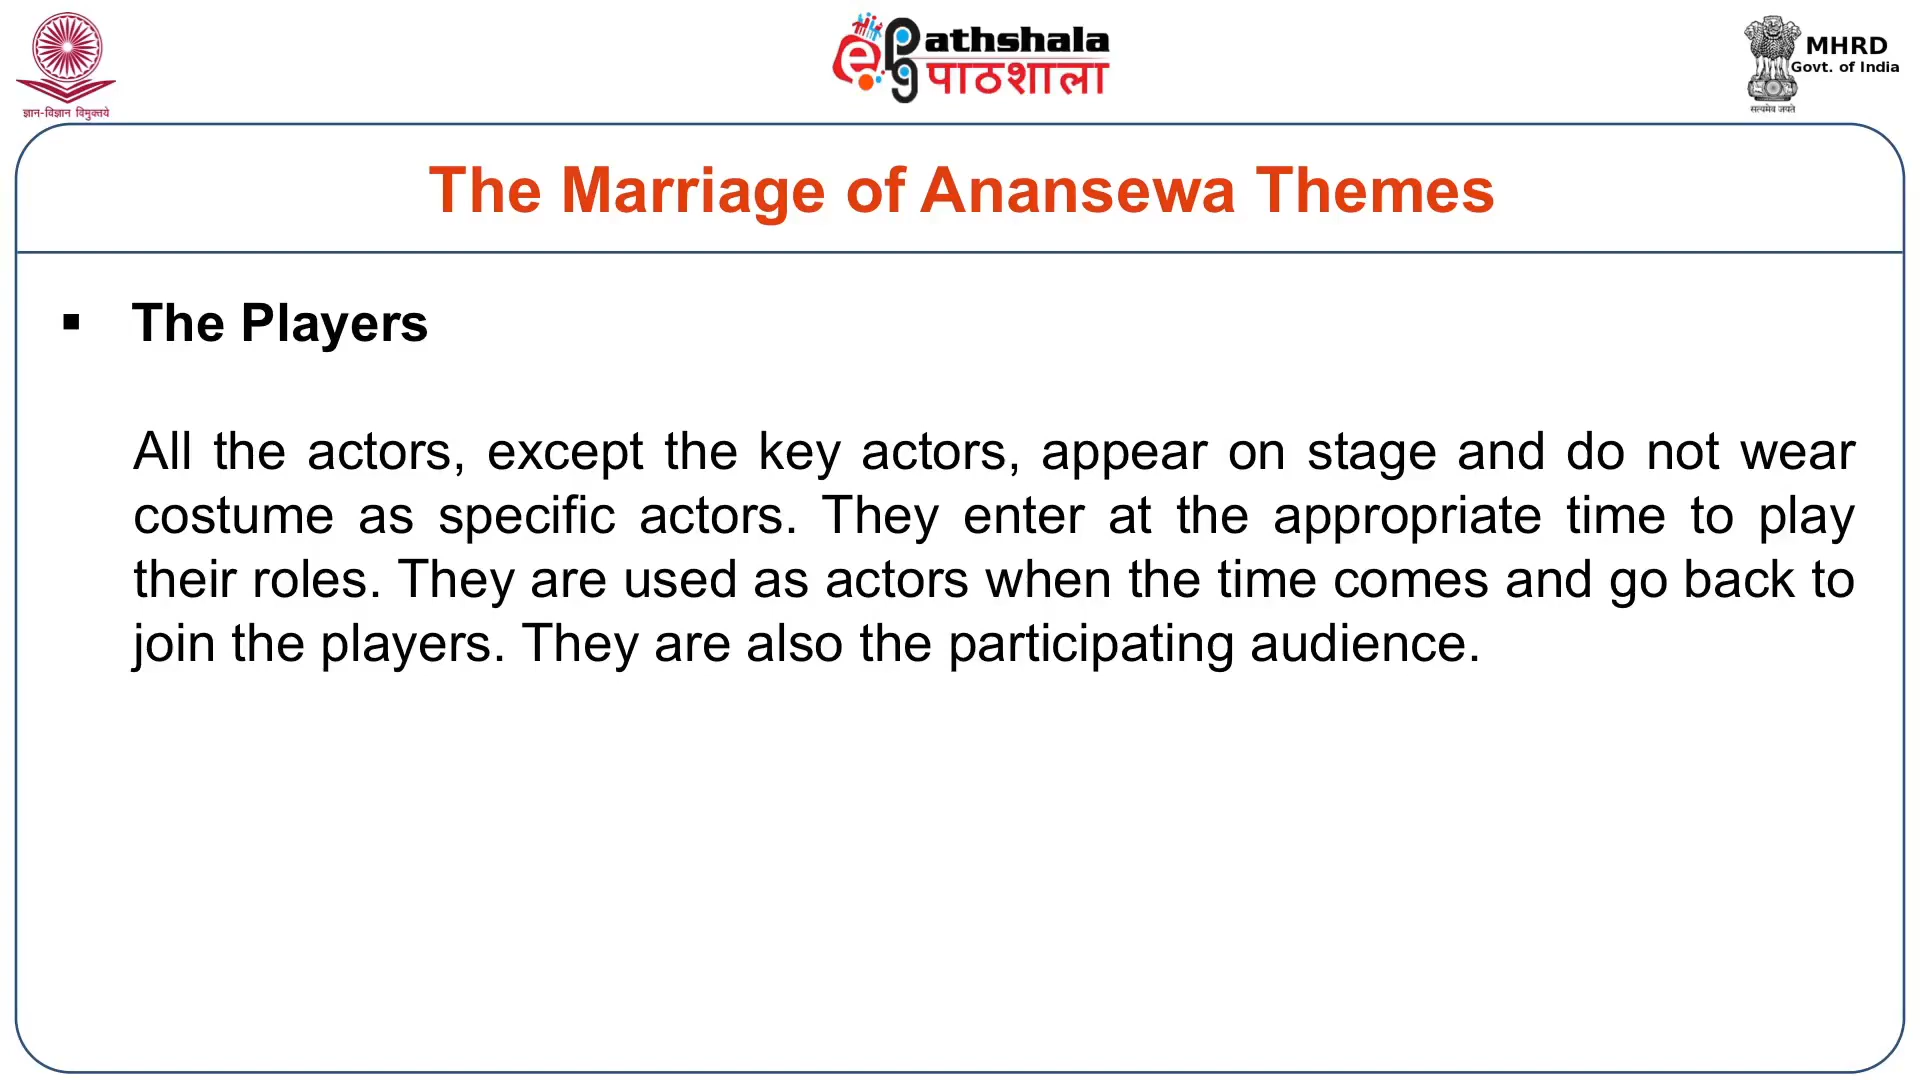 ज्ञान-विज्ञान विमुक्तये
ePg Pathshala
पाठशाला
MHRD
Govt. of India
सत्यमेव जयते
The Marriage of Anansewa Themes
▪ The Players
All the actors, except the key actors, appear on stage and do not wear
costume as specific actors. They enter at the appropriate time to play
their roles. They are used as actors when the time comes and go back to
join the players. They are also the participating audience.